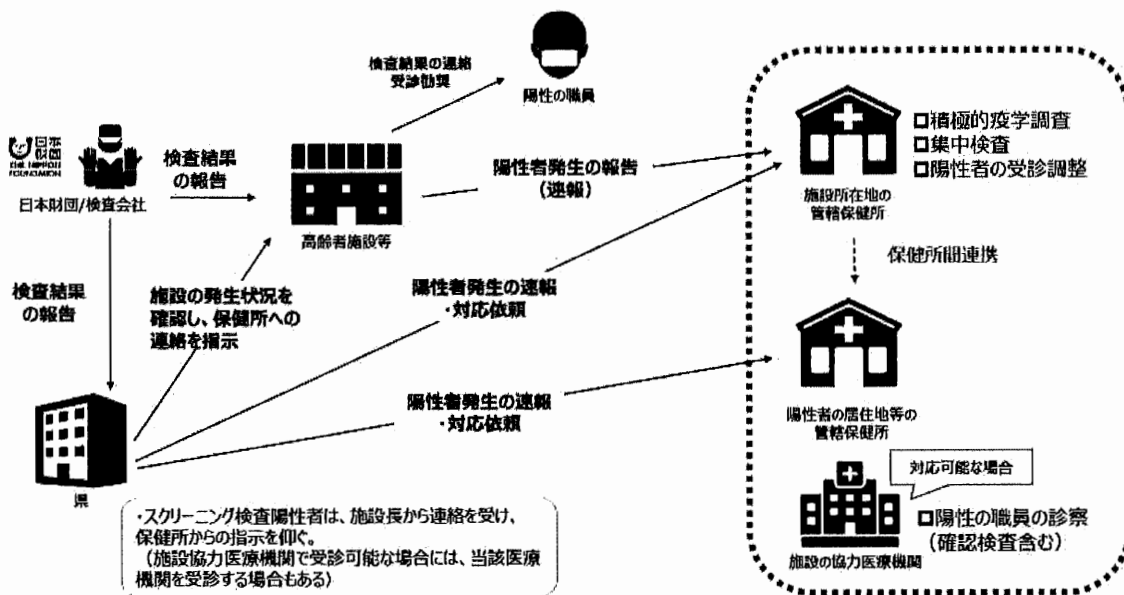 検査結果の連絡
受診勧奨
陽性の職員
日本財団
THE NIPPON
FOUNDATION
日本財団/検査会社
検査結果
の報告
高齢者施設等
陽性者発生の報告
(速報)
施設所在地の
管轄保健所
□積極的疫学調査
□集中検査
□陽性者の受診調整
保健所間連携
検査結果
の報告
施設の発生状況を
確認し、保健所への
連絡を指示
陽性者発生の速報
・対応依頼
陽性者発生の速報
・対応依頼
陽性者の居住地等の
管轄保健所
県
対応可能な場合
施設の協力医療機関
□陽性の職員の診察
(確認検査含む)
・スクリーニング検査陽性者は、施設長から連絡を受け、
保健所からの指示を仰ぐ。
(施設協力医療機関で受診可能な場合には、当該医療
機関を受診する場合もある)